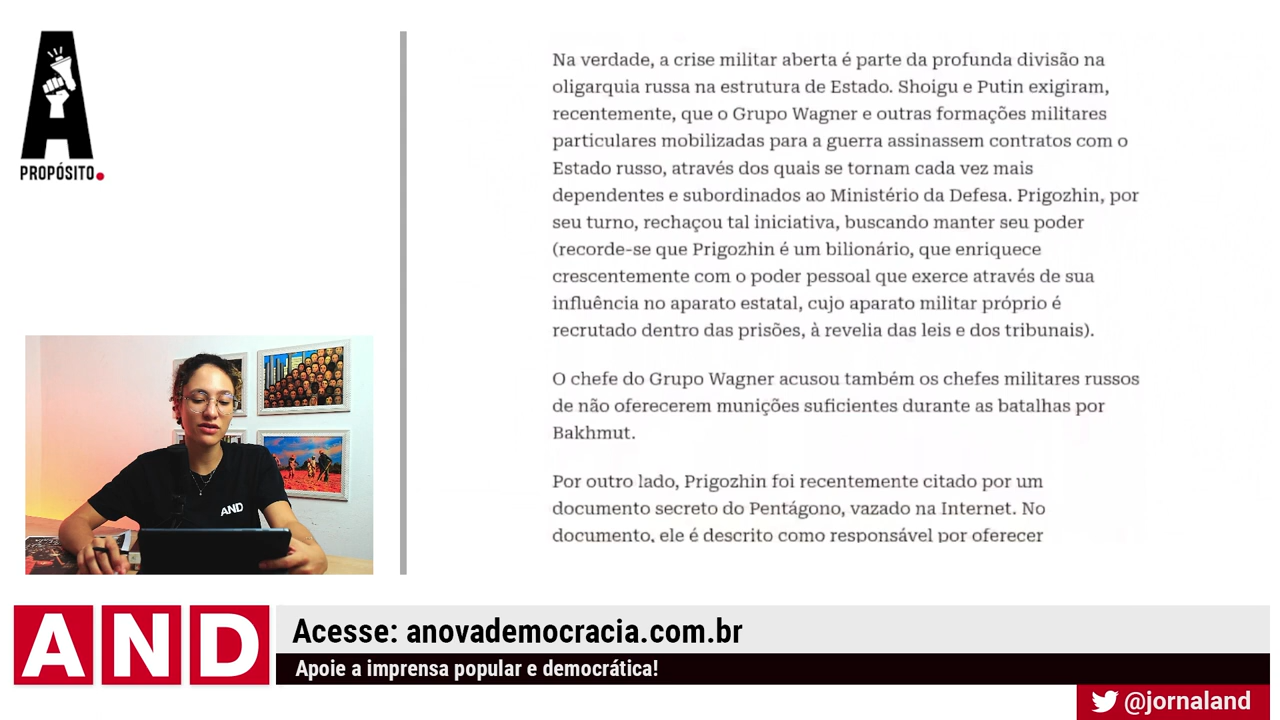 A
PROPÓSITO.
Na verdade, a crise militar aberta é parte da profunda divisão na
oligarquia russa na estrutura de Estado. Shoigu e Putin exigiram,
recentemente, que o Grupo Wagner e outras formações militares
particulares mobilizadas para a guerra assinassem contratos com o
Estado russo, através dos quais se tornam cada vez mais
dependentes e subordinados ao Ministério da Defesa. Prigozhin, por
seu turno, rechaçou tal iniciativa, buscando manter seu poder
(recorde-se que Prigozhin é um bilionário, que enriquece
crescentemente com o poder pessoal que exerce através de sua
influência no aparato estatal, cujo aparato militar próprio é
recrutado dentro das prisões, à revelia das leis e dos tribunais).
O chefe do Grupo Wagner acusou também os chefes militares russos
de não oferecerem munições suficientes durante as batalhas por
Bakhmut.
Por outro lado, Prigozhin foi recentemente citado por um
documento secreto do Pentágono, vazado na Internet. No
documento, ele é descrito como responsável por oferecer
AND
AND
Acesse: anovademocracia.com.br
Apoie a imprensa popular e democrática!
@jornaland